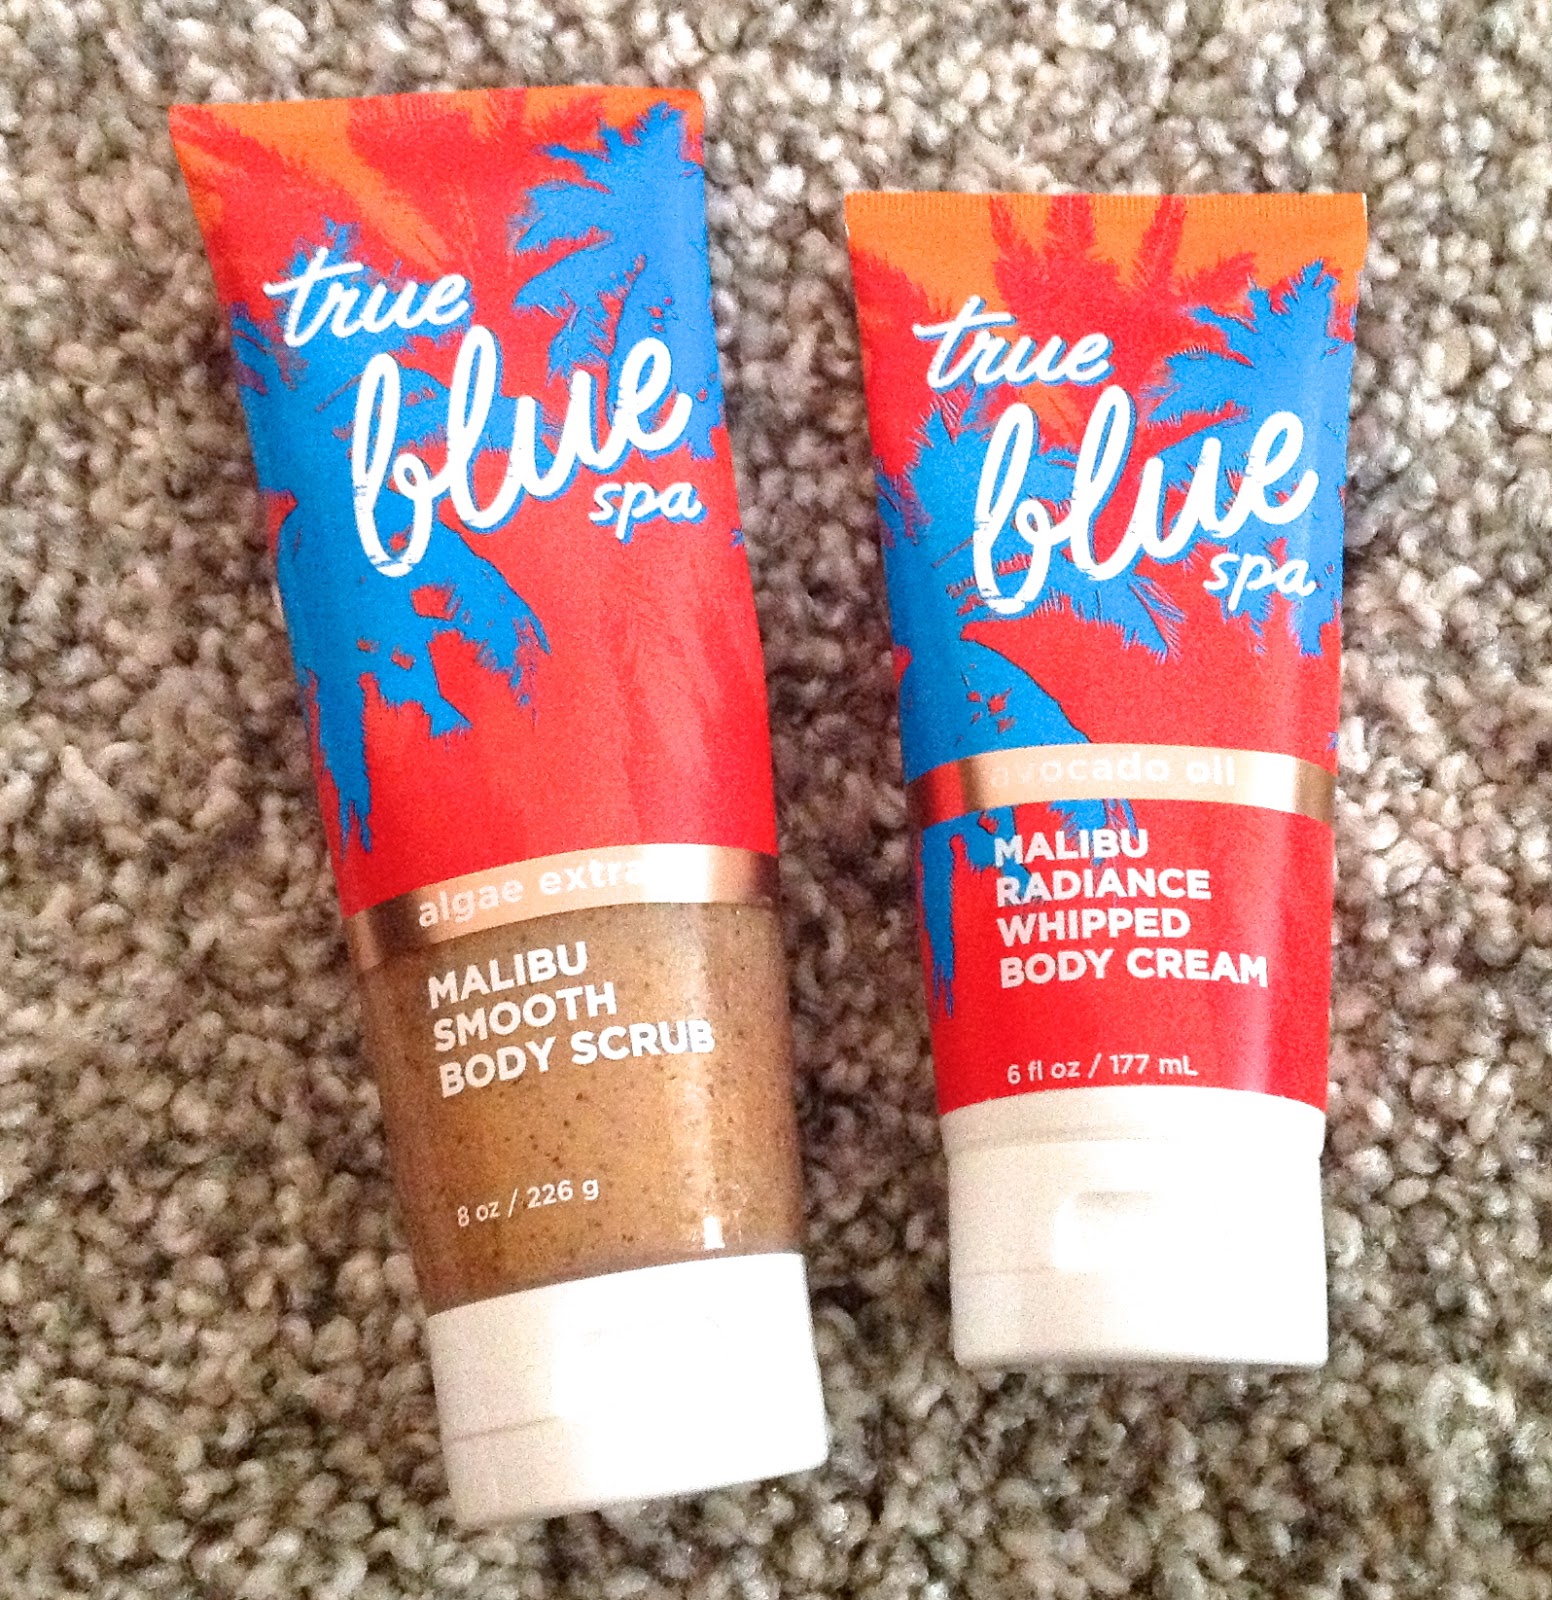 true
blue
spa
algae extra
MALIBU
SMOOTH
BODY SCRUB
8 oz / 226 g
true
blue
spa
avocado oil
MALIBU
RADIANCE
WHIPPED
BODY CREAM
6 fl oz / 177 mL